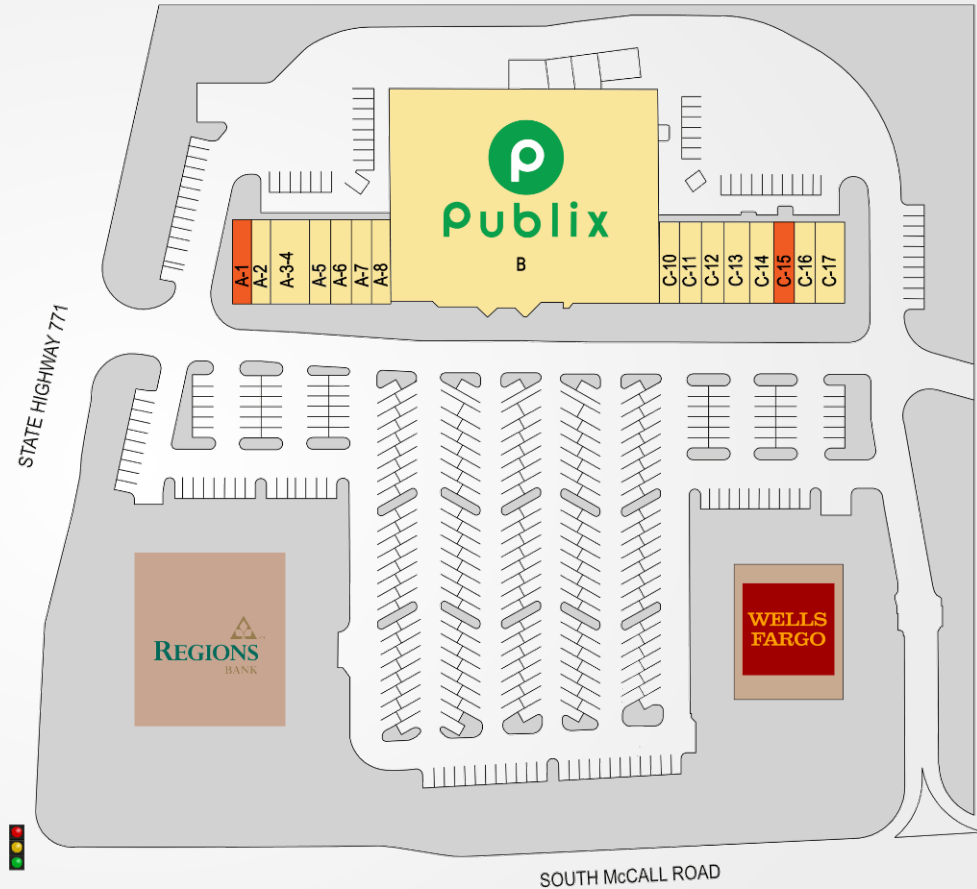 Publix
B
A-1
A-2
A-3-4
A-5
A-6
A-7
A-8
C-10
C-11
C-12
C-13
C-14
C-15
C-16
C-17
STATE HIGHWAY 771
REGIONS
BANK
WELLS
FARGO
SOUTH McCALL ROAD